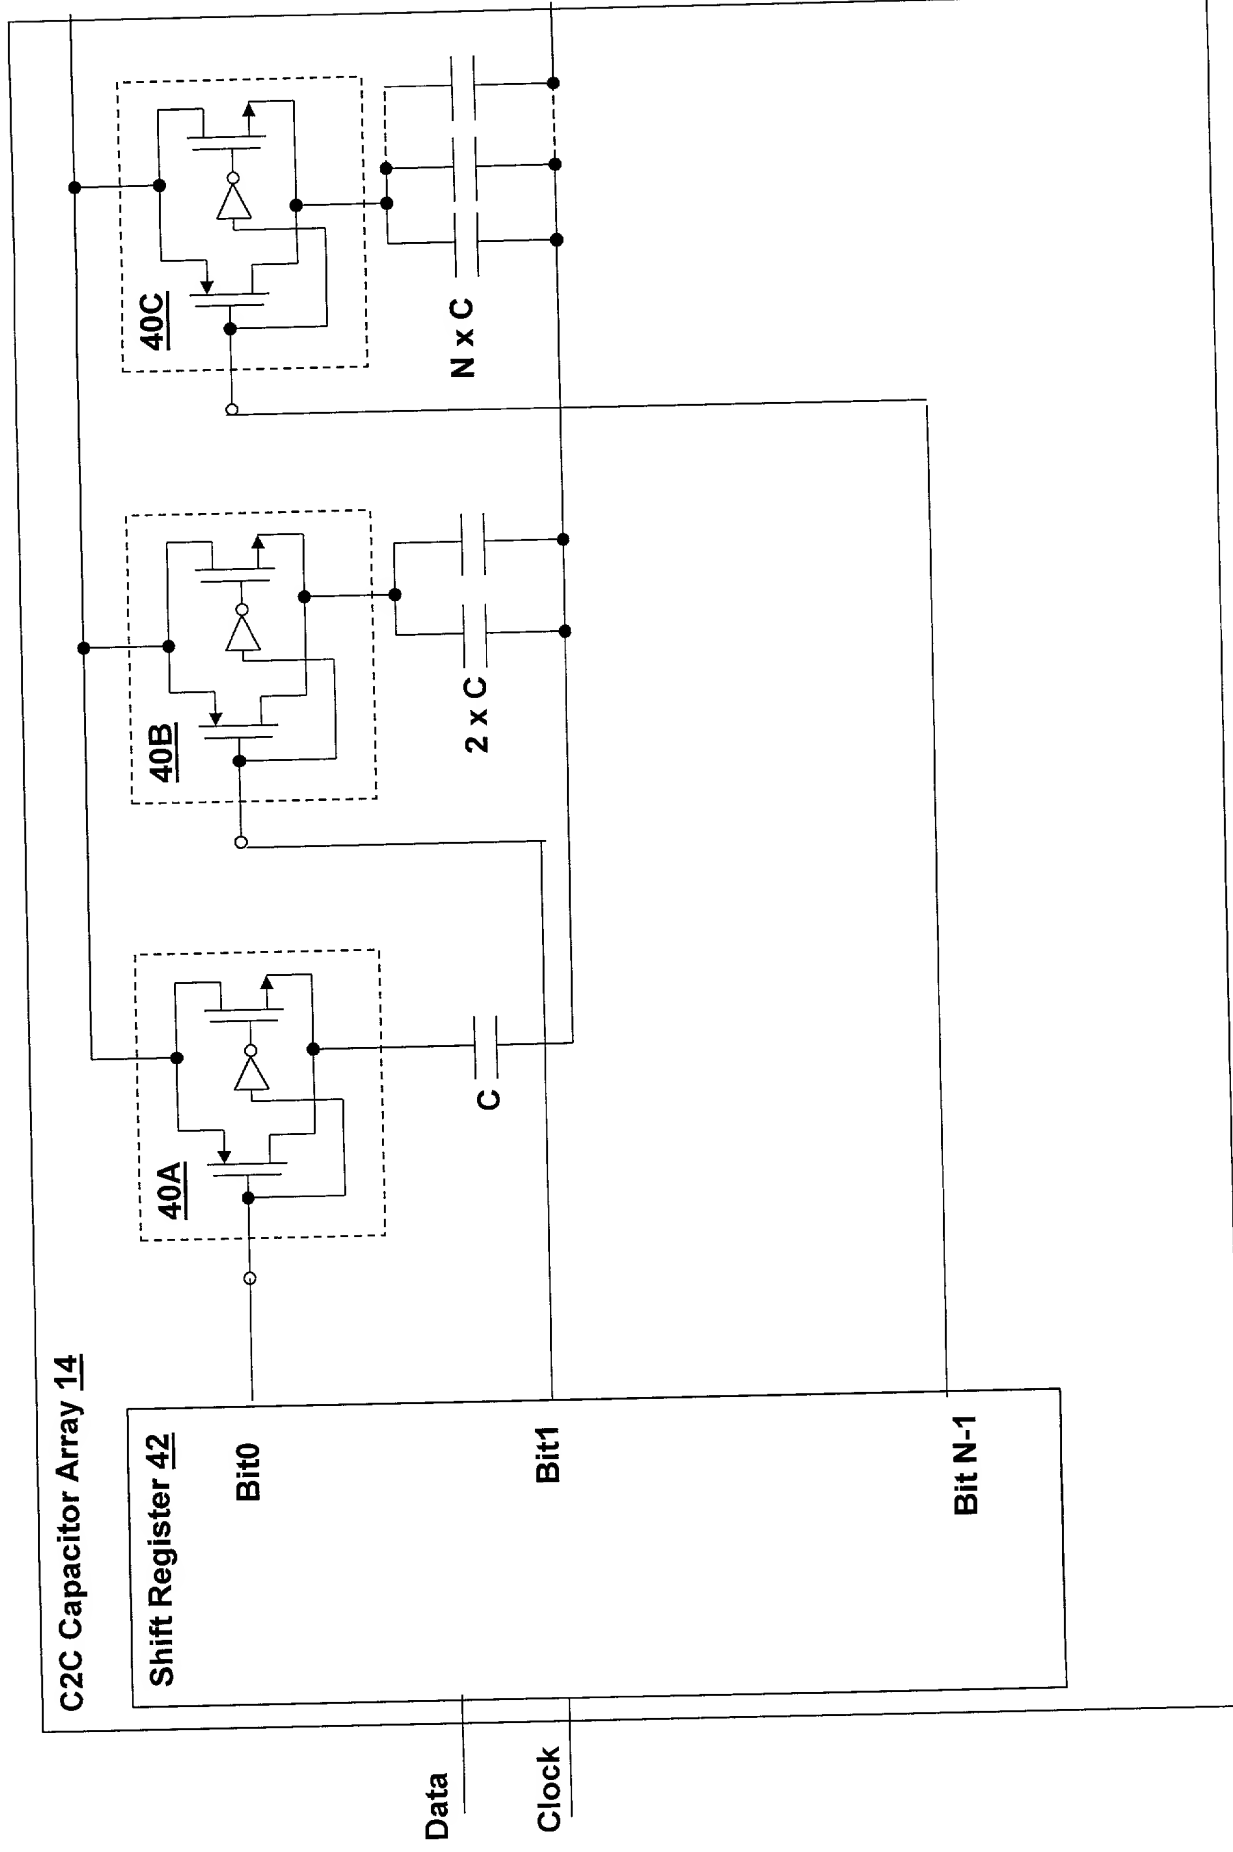 C2C Capacitor Array 14
Shift Register 42
Bit0
Bit1
Bit N-1
Data
Clock
40A
40B
40C
C
2 x C
N x C